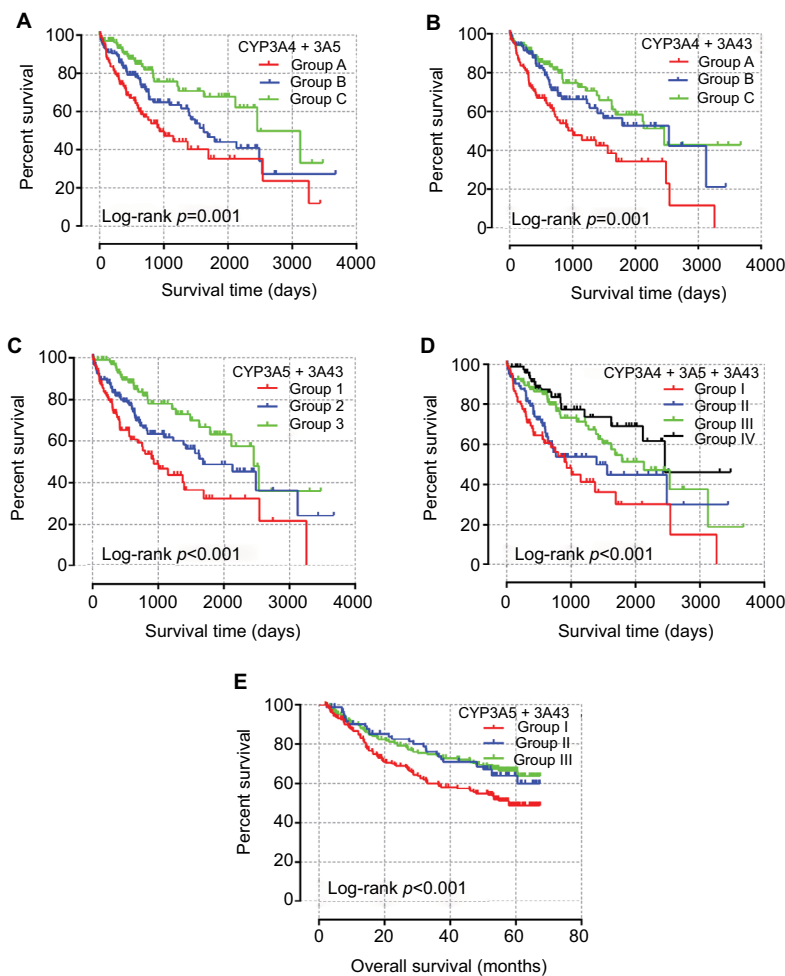 A
CYP3A4 + 3A5
Group A
Group B
Group C
Percent survival
100
80
60
40
20
0
Log-rank p=0.001
0 1000 2000 3000 4000
Survival time (days)
B
CYP3A4 + 3A43
Group A
Group B
Group C
Percent survival
100
80
60
40
20
0
Log-rank p=0.001
0 1000 2000 3000 4000
Survival time (days)
C
CYP3A5 + 3A43
Group 1
Group 2
Group 3
Percent survival
100
80
60
40
20
0
Log-rank p<0.001
0 1000 2000 3000 4000
Survival time (days)
D
CYP3A4 + 3A5 + 3A43
Group I
Group II
Group III
Group IV
Percent survival
100
80
60
40
20
0
Log-rank p<0.001
0 1000 2000 3000 4000
Survival time (days)
E
CYP3A5 + 3A43
Group I
Group II
Group III
Percent survival
100
80
60
40
20
0
Log-rank p<0.001
0 20 40 60 80
Overall survival (months)